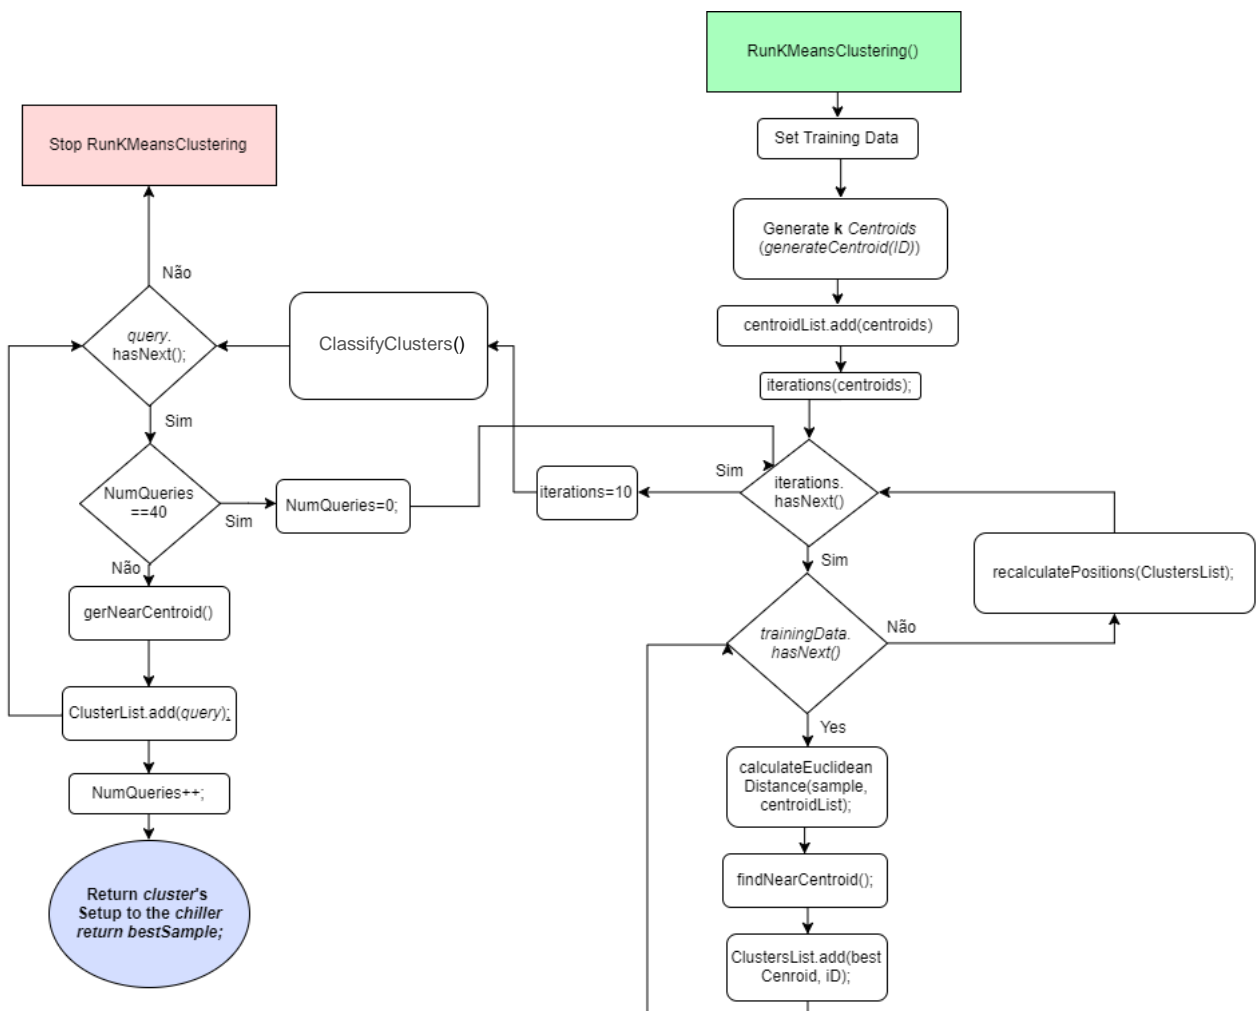 RunKMeansClustering()
Set Training Data
Generate k Centroids
(generateCentroid(ID))
centroidList.add(centroids)
iterations(centroids);
iterations.
hasNext()
Sim
iterations=10
Sim
trainingData.
hasNext()
Não
recalculatePositions(ClustersList);
Yes
calculateEuclidean
Distance(sample,
centroidList);
findNearCentroid();
ClustersList.add(best
Cenroid, iD);
ClassifyClusters()
query.
hasNext();
Não
Stop RunKMeansClustering
Sim
NumQueries
==40
Sim
NumQueries=0;
Não
gerNearCentroid()
ClusterList.add(query);
NumQueries++;
Return cluster's
Setup to the chiller
return bestSample;